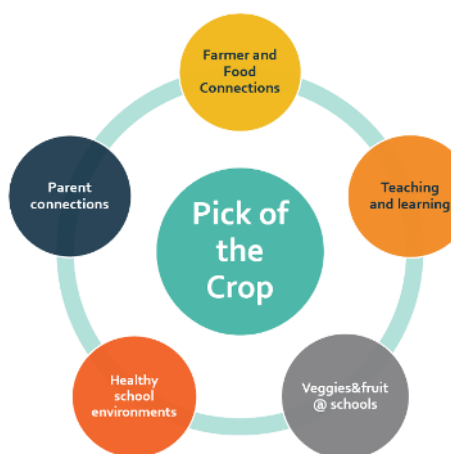 Farmer and
Food
Connections
Parent
connections
Pick of
the
Crop
Teaching
and learning
Healthy
school
environments
Veggies&fruit
@ schools